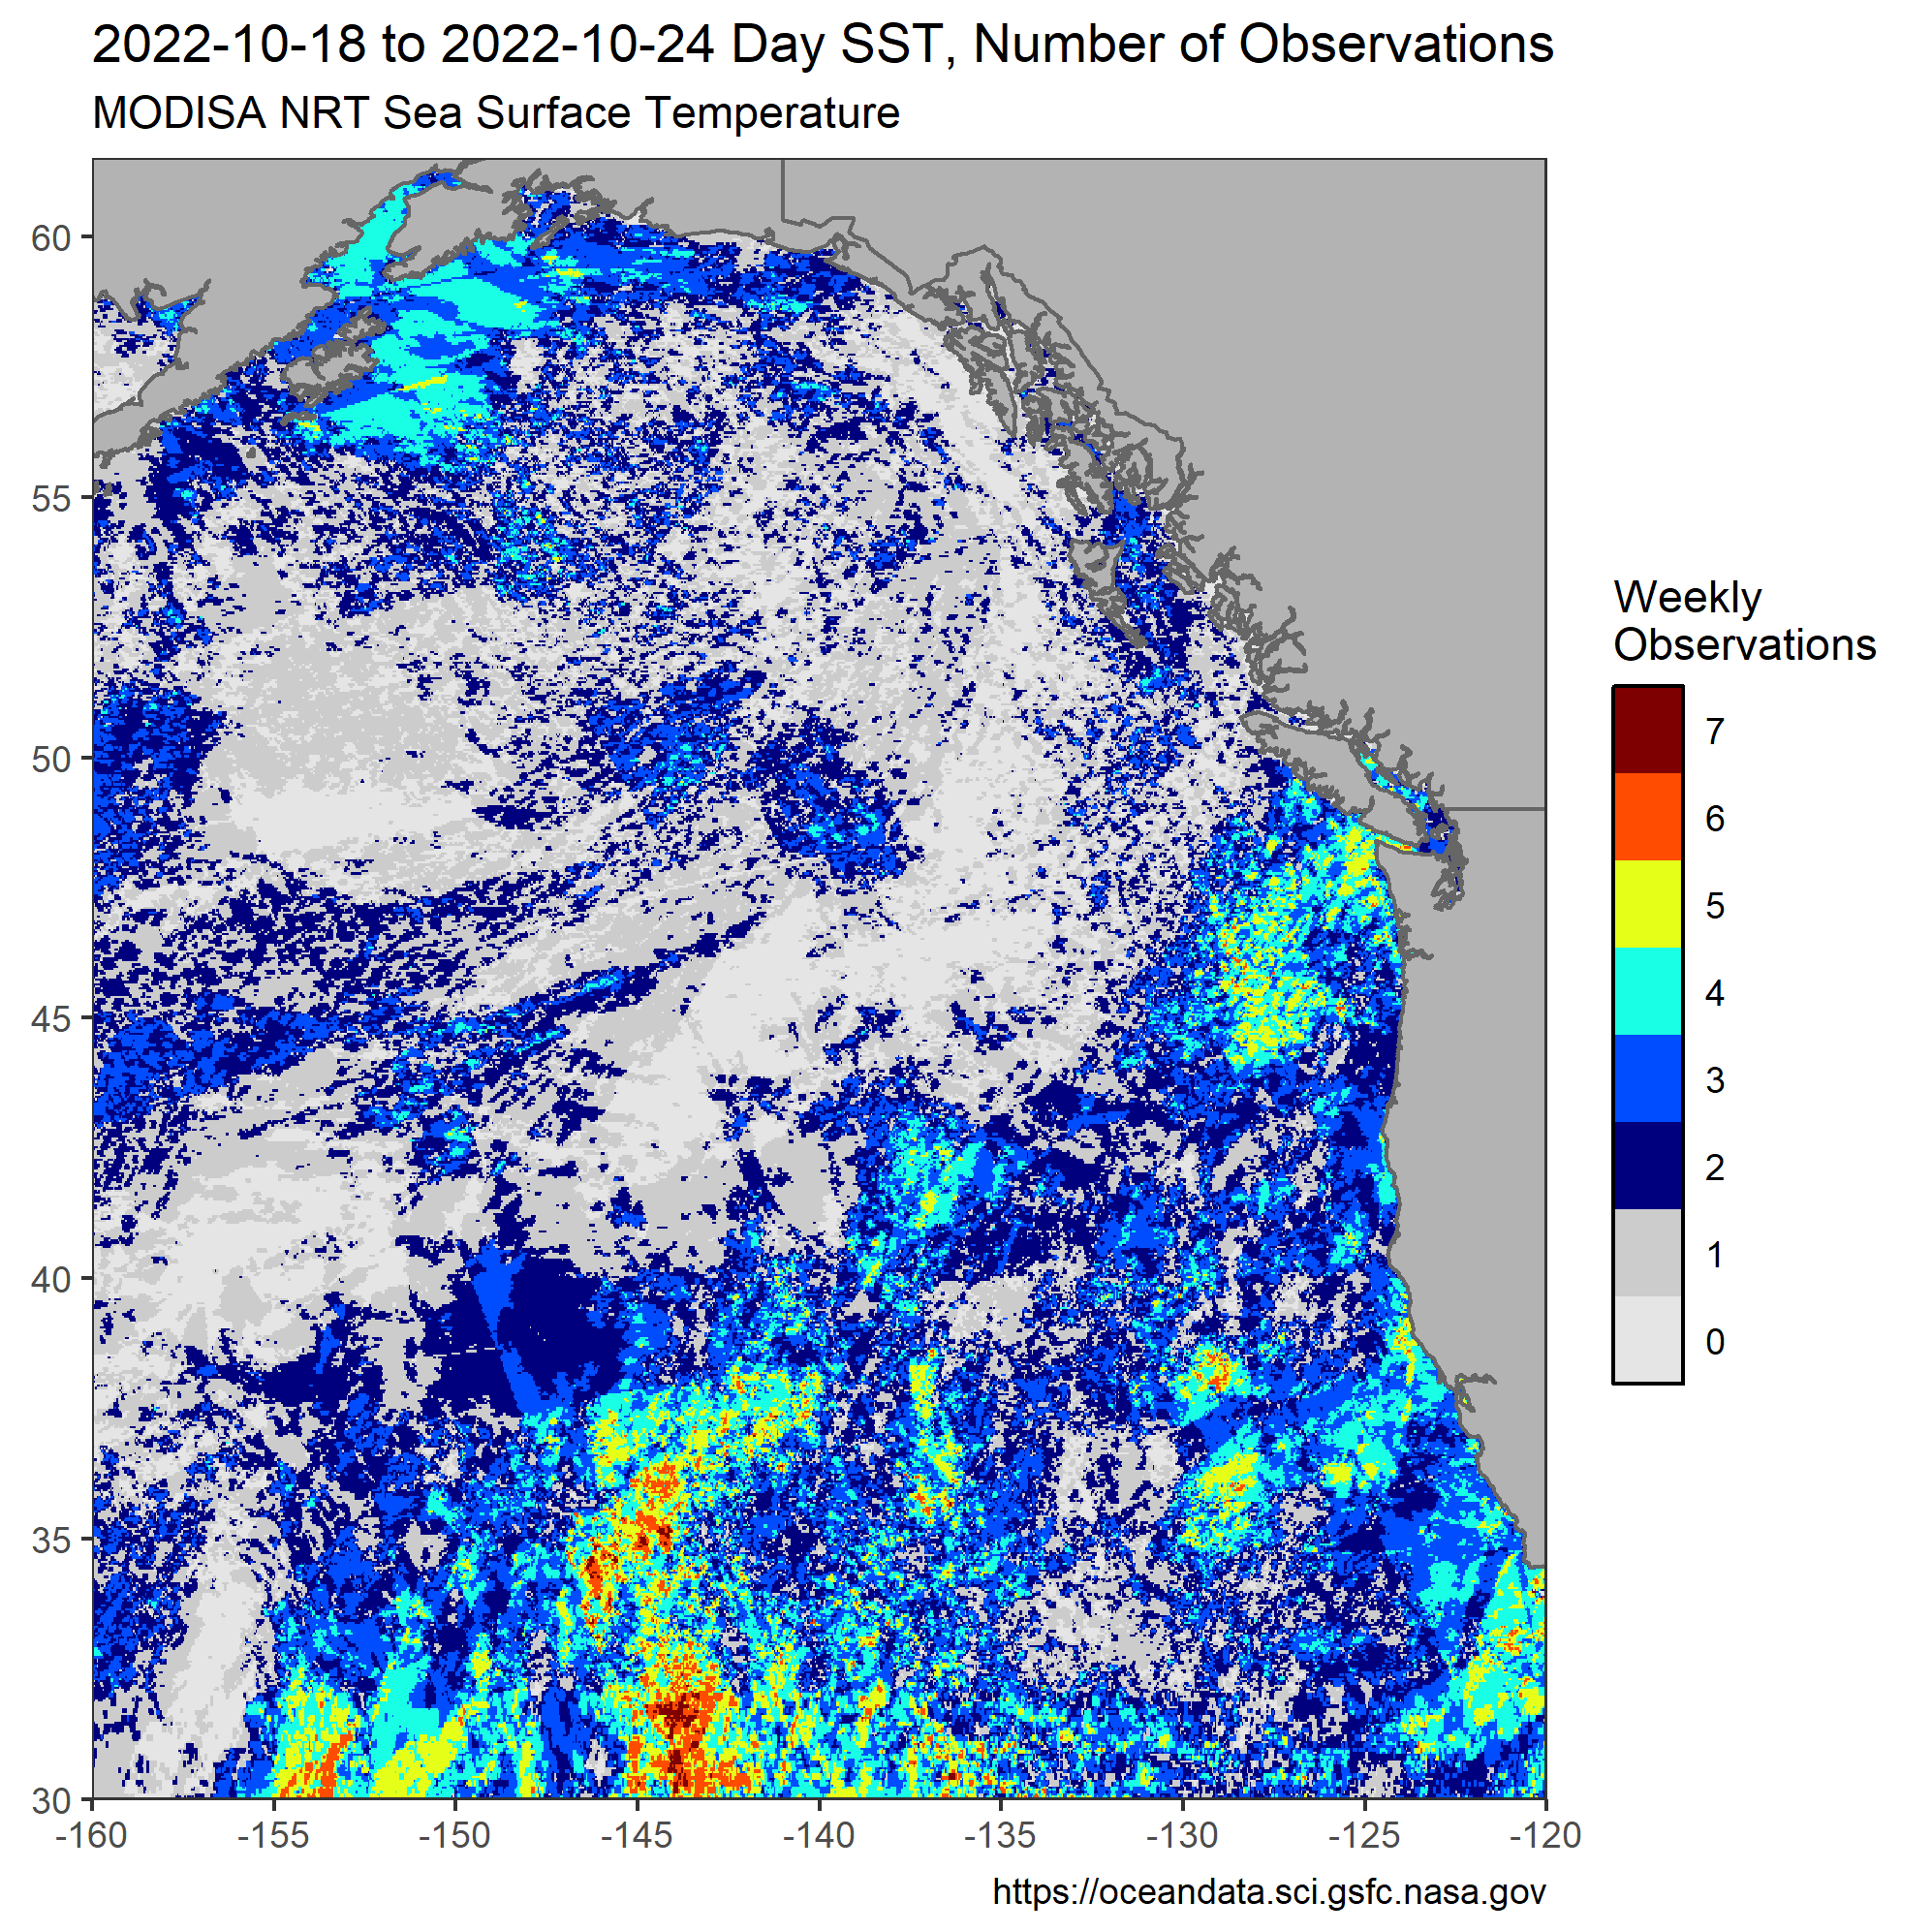 2022-10-18 to 2022-10-24 Day SST, Number of Observations
MODISA NRT Sea Surface Temperature
60
55
50
45
40
35
30
-160 -155 -150 -145 -140 -135 -130 -125 -120
Weekly
Observations
7
6
5
4
3
2
1
0
https://oceandata.sci.gsfc.nasa.gov